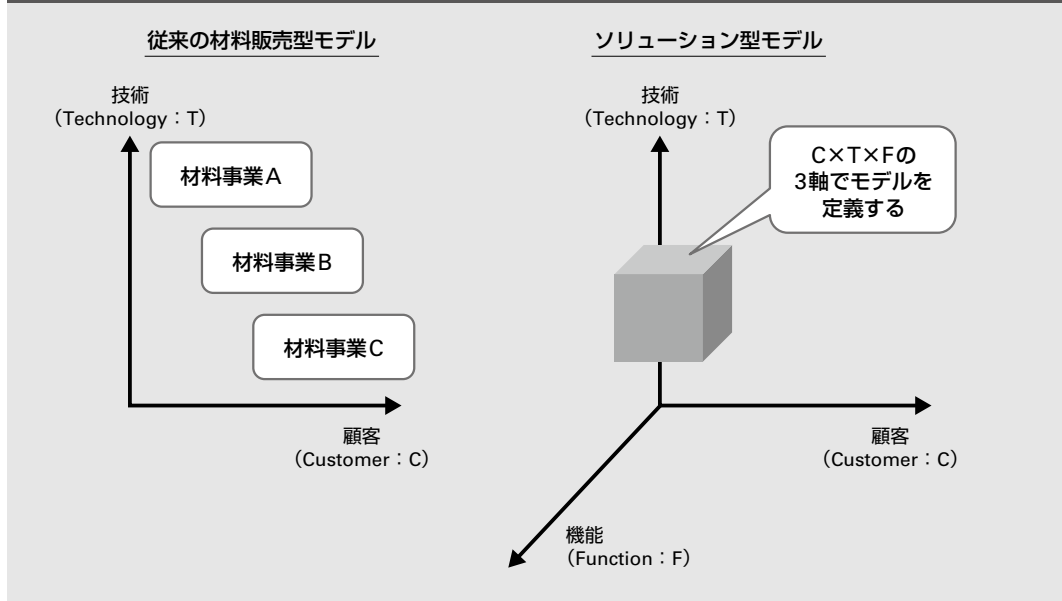 従来の材料販売型モデル
技術
（Technology：T）
材料事業A
材料事業B
材料事業C
顧客
（Customer：C）
ソリューション型モデル
技術
（Technology：T）
C×T×Fの
3軸でモデルを
定義する
顧客
（Customer：C）
機能
（Function：F）